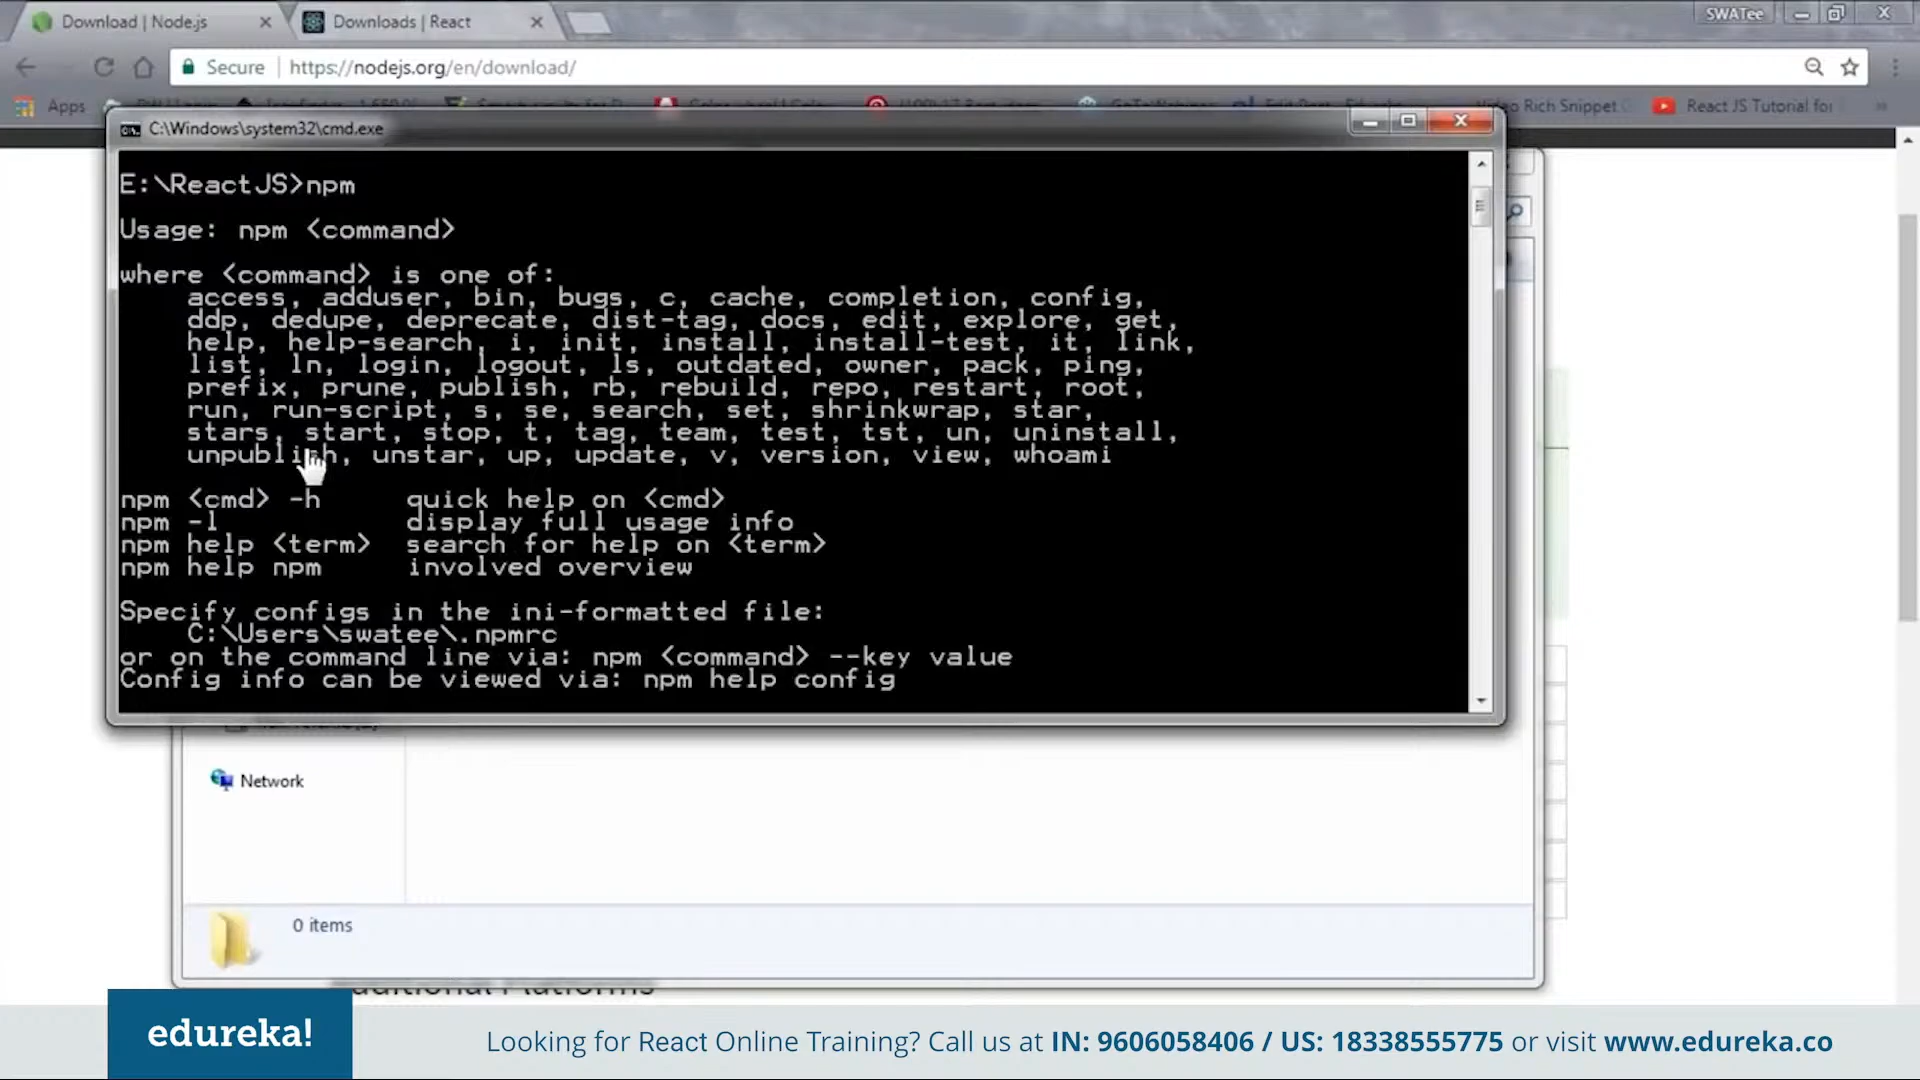 Download | Node.js
Downloads | React
SWATee
Secure
https://nodejs.org/en/download/
Apps
Video Rich Snippet
React JS Tutorial for
C:\Windows\system32\cmd.exe
E:\ReactJS>npm
Usage: npm <command>
where <command> is one of:
access, adduser, bin, bugs, c, cache, completion, config,
ddp, dedupe, deprecate, dist-tag, docs, edit, explore, get,
help, help-search, i, init, install, install-test, it, link,
list, ln, login, logout, ls, outdated, owner, pack, ping,
prefix, prune, publish, rb, rebuild, repo, restart, root,
run, run-script, s, se, search, set, shrinkwrap, star,
stars, start, stop, t, tag, team, test, tst, un, uninstall,
unpublish, unstar, up, update, v, version, view, whoami
npm <cmd> -h quick help on <cmd>
npm -l display full usage info
npm help <term> search for help on <term>
npm help npm involved overview
Specify configs in the ini-formatted file:
C:\Users\swatee\.npmrc
or on the command line via: npm <command> --key value
Config info can be viewed via: npm help config
Network
0 items
edureka!
Looking for React Online Training? Call us at IN: 9606058406 / US: 18338555775 or visit www.edureka.co